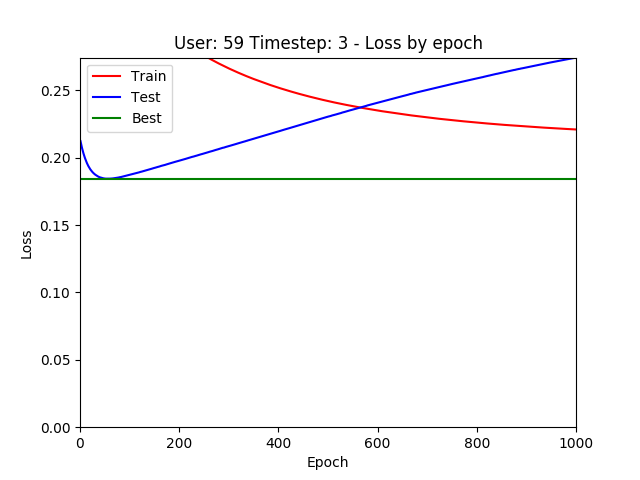 User: 59 Timestep: 3 - Loss by epoch
Train
Test
Best
0.25
0.20
0.15
0.10
0.05
0.00
Loss
0 200 400 600 800 1000
Epoch